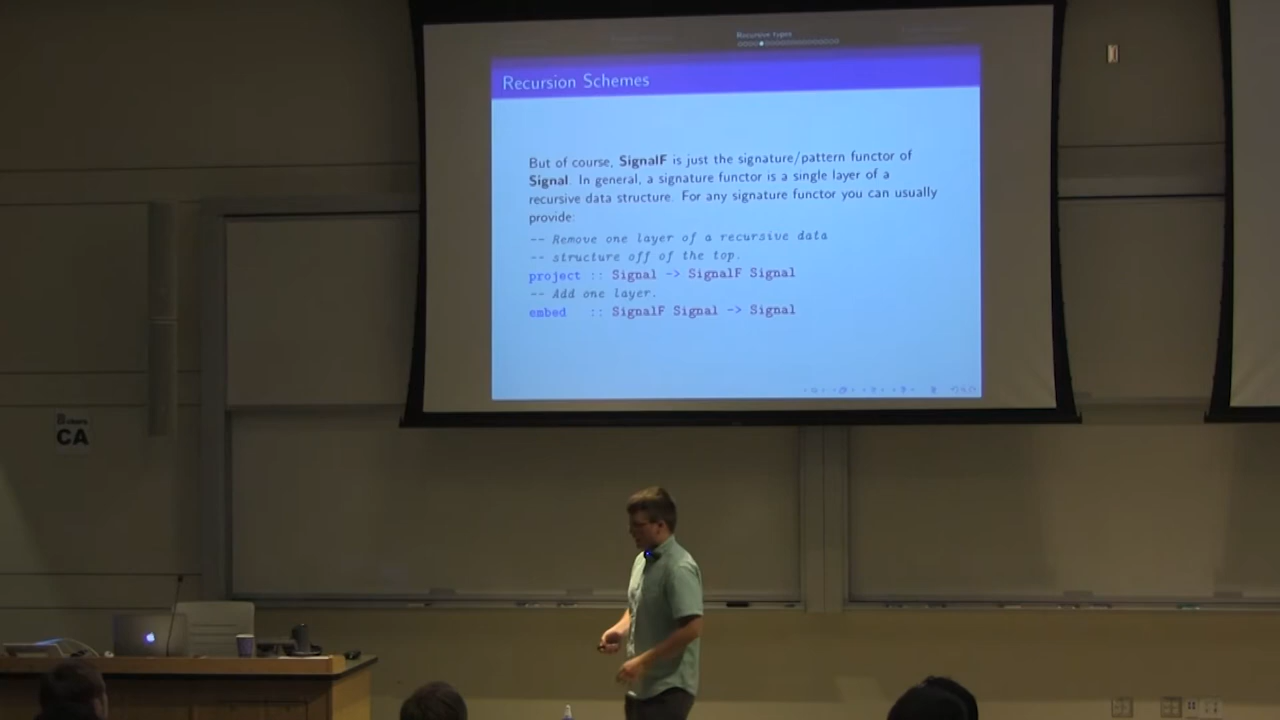 Recursive types
Recursion Schemes
But of course, SignalF is just the signature/pattern functor of
Signal. In general, a signature functor is a single layer of a
recursive data structure. For any signature functor you can usually
provide:
-- Remove one layer of a recursive data
-- structure off of the top.
project :: Signal -> SignalF Signal
-- Add one layer.
embed :: SignalF Signal -> Signal
CA